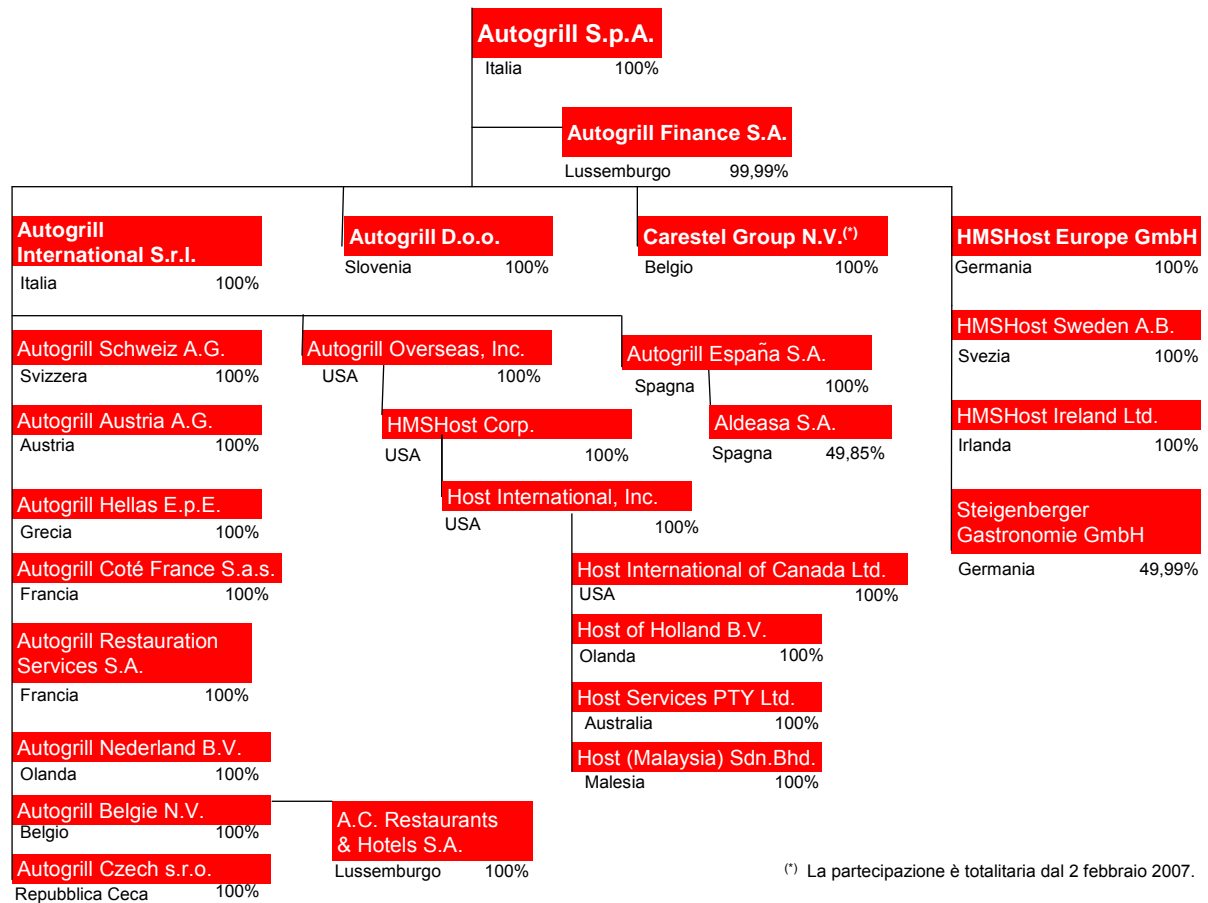 Autogrill S.p.A.
Italia 100%
Autogrill Finance S.A.
Lussemburgo 99,99%
Autogrill
International S.r.l.
Italia 100%
Autogrill D.o.o.
Slovenia 100%
Carestel Group N.V.(*)
Belgio 100%
HMSHost Europe GmbH
Germania 100%
Autogrill Schweiz A.G.
Svizzera 100%
Autogrill Overseas, Inc.
USA 100%
Autogrill España S.A.
Spagna 100%
HMSHost Sweden A.B.
Svezia 100%
Autogrill Austria A.G.
Austria 100%
HMSHost Corp.
USA 100%
Aldeasa S.A.
Spagna 49,85%
HMSHost Ireland Ltd.
Irlanda 100%
Autogrill Hellas E.p.E.
Grecia 100%
Host International, Inc.
USA 100%
Steigenberger
Gastronomie GmbH
Germania 49,99%
Autogrill Coté France S.a.s.
Francia 100%
Host International of Canada Ltd.
USA 100%
Autogrill Restauration
Services S.A.
Francia 100%
Host of Holland B.V.
Olanda 100%
Host Services PTY Ltd.
Australia 100%
Autogrill Nederland B.V.
Olanda 100%
Host (Malaysia) Sdn.Bhd.
Malesia 100%
Autogrill Belgie N.V.
Belgio 100%
A.C. Restaurants
& Hotels S.A.
Lussemburgo 100%
Autogrill Czech s.r.o.
Repubblica Ceca 100%
(*) La partecipazione è totalitaria dal 2 febbraio 2007.